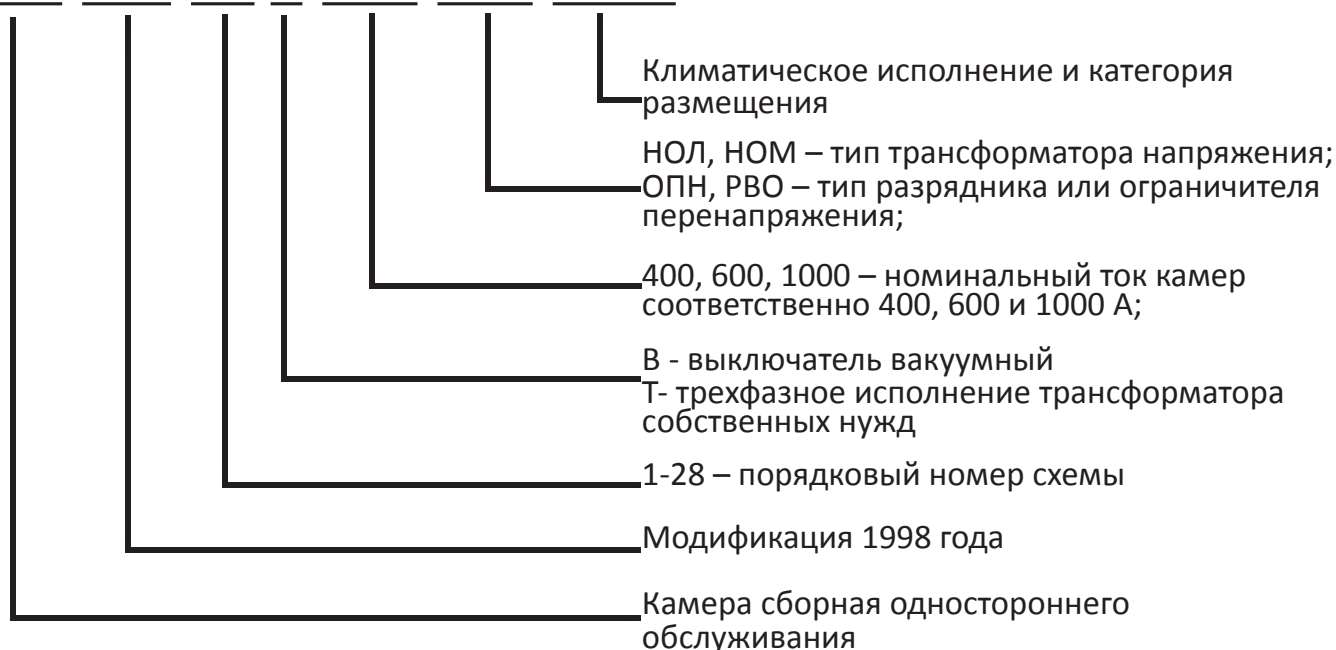 Климатическое исполнение и категория
размещения
НОЛ, НОМ – тип трансформатора напряжения;
ОПН, РВО – тип разрядника или ограничителя
перенапряжения;
400, 600, 1000 – номинальный ток камер
соответственно 400, 600 и 1000 А;
В - выключатель вакуумный
Т- трехфазное исполнение трансформатора
собственных нужд
1-28 – порядковый номер схемы
Модификация 1998 года
Камера сборная одностороннего
обслуживания